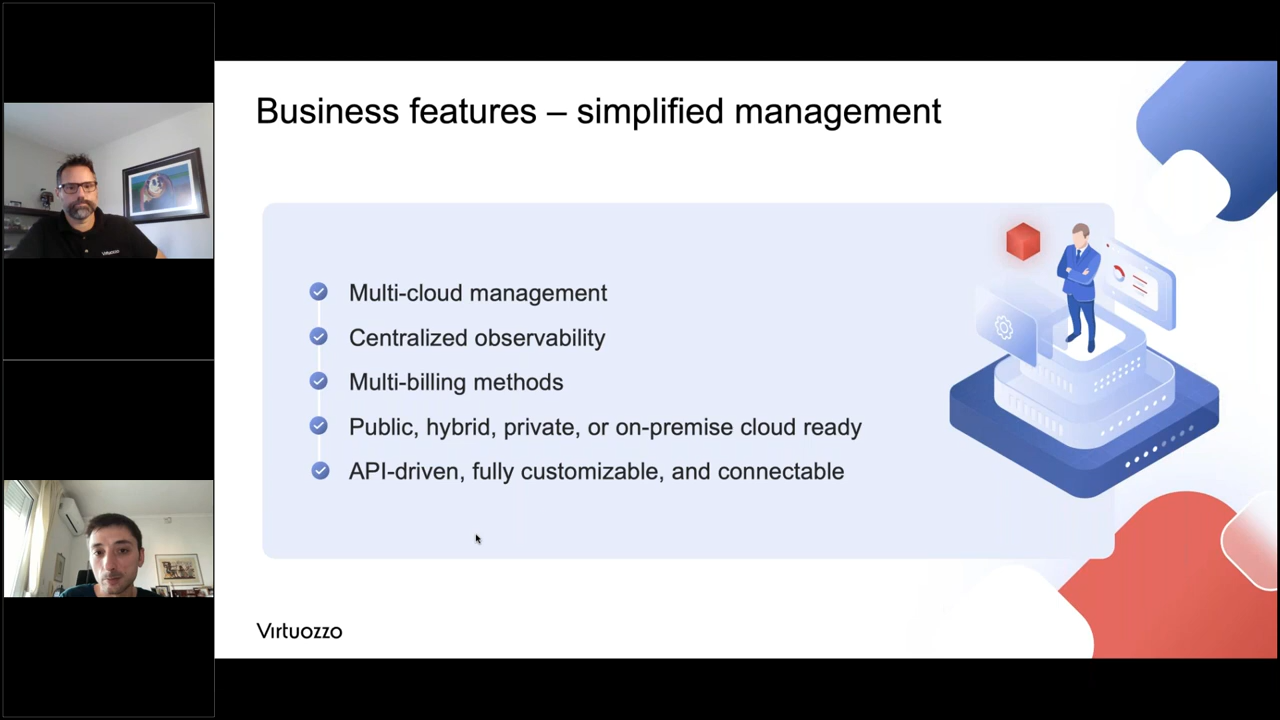 Business features – simplified management
Multi-cloud management
Centralized observability
Multi-billing methods
Public, hybrid, private, or on-premise cloud ready
API-driven, fully customizable, and connectable
Virtuozzo
Virtuozzo